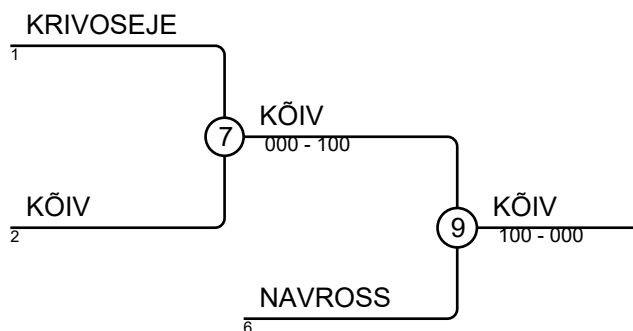 KRIVOSEJE
1
7
KÕIV
000 - 100
KÕIV
2
9
KÕIV
100 - 000
NAVROSS
6